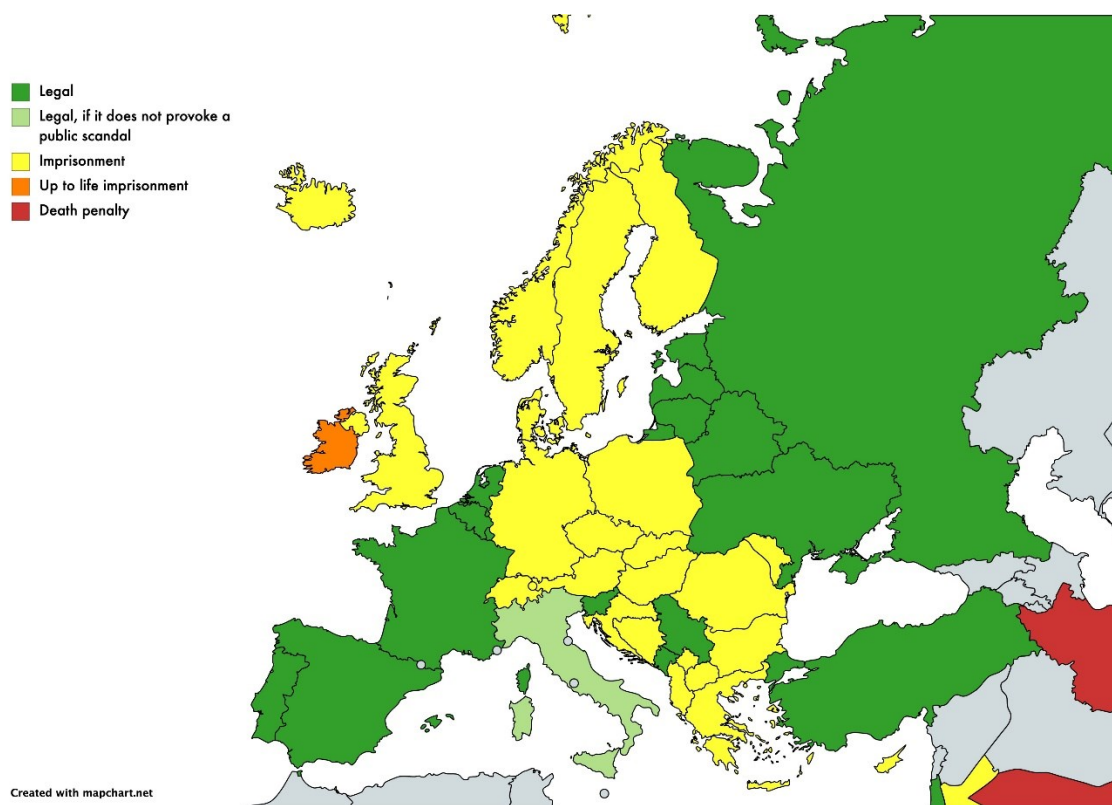 Legal
Legal, if it does not provoke a
public scandal
Imprisonment
Up to life imprisonment
Death penalty
Created with mapchart.net